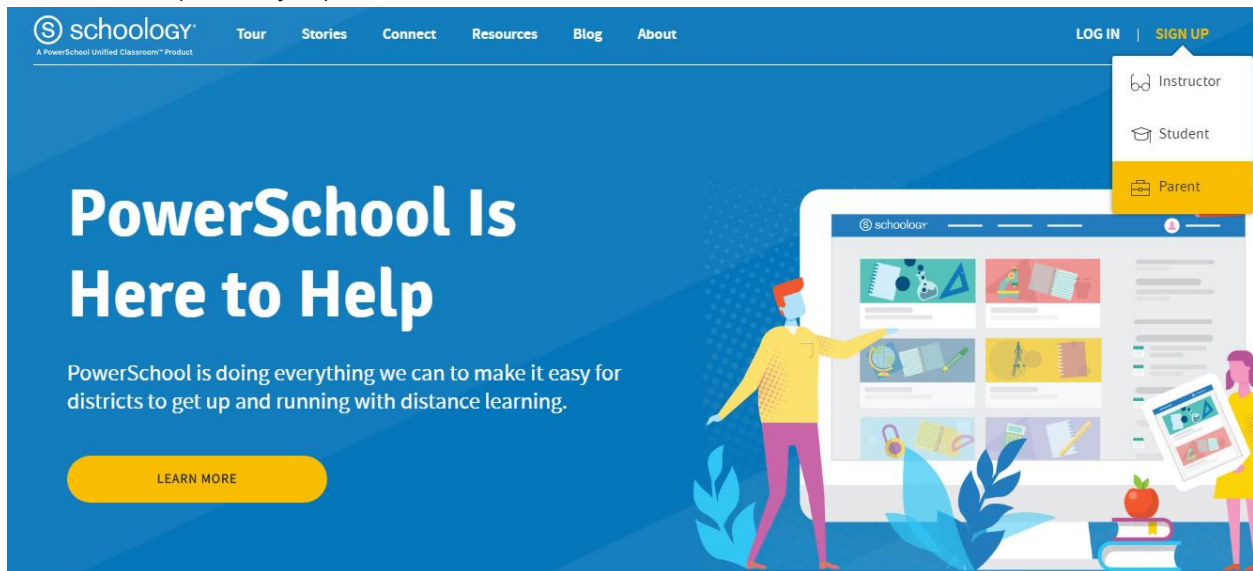 schoology
A PowerSchool Unified Classroom™ Product
Tour
Stories
Connect
Resources
Blog
About
LOG IN | SIGN UP
Instructor
Student
Parent
PowerSchool Is
Here to Help
PowerSchool is doing everything we can to make it easy for
districts to get up and running with distance learning.
LEARN MORE
schoology